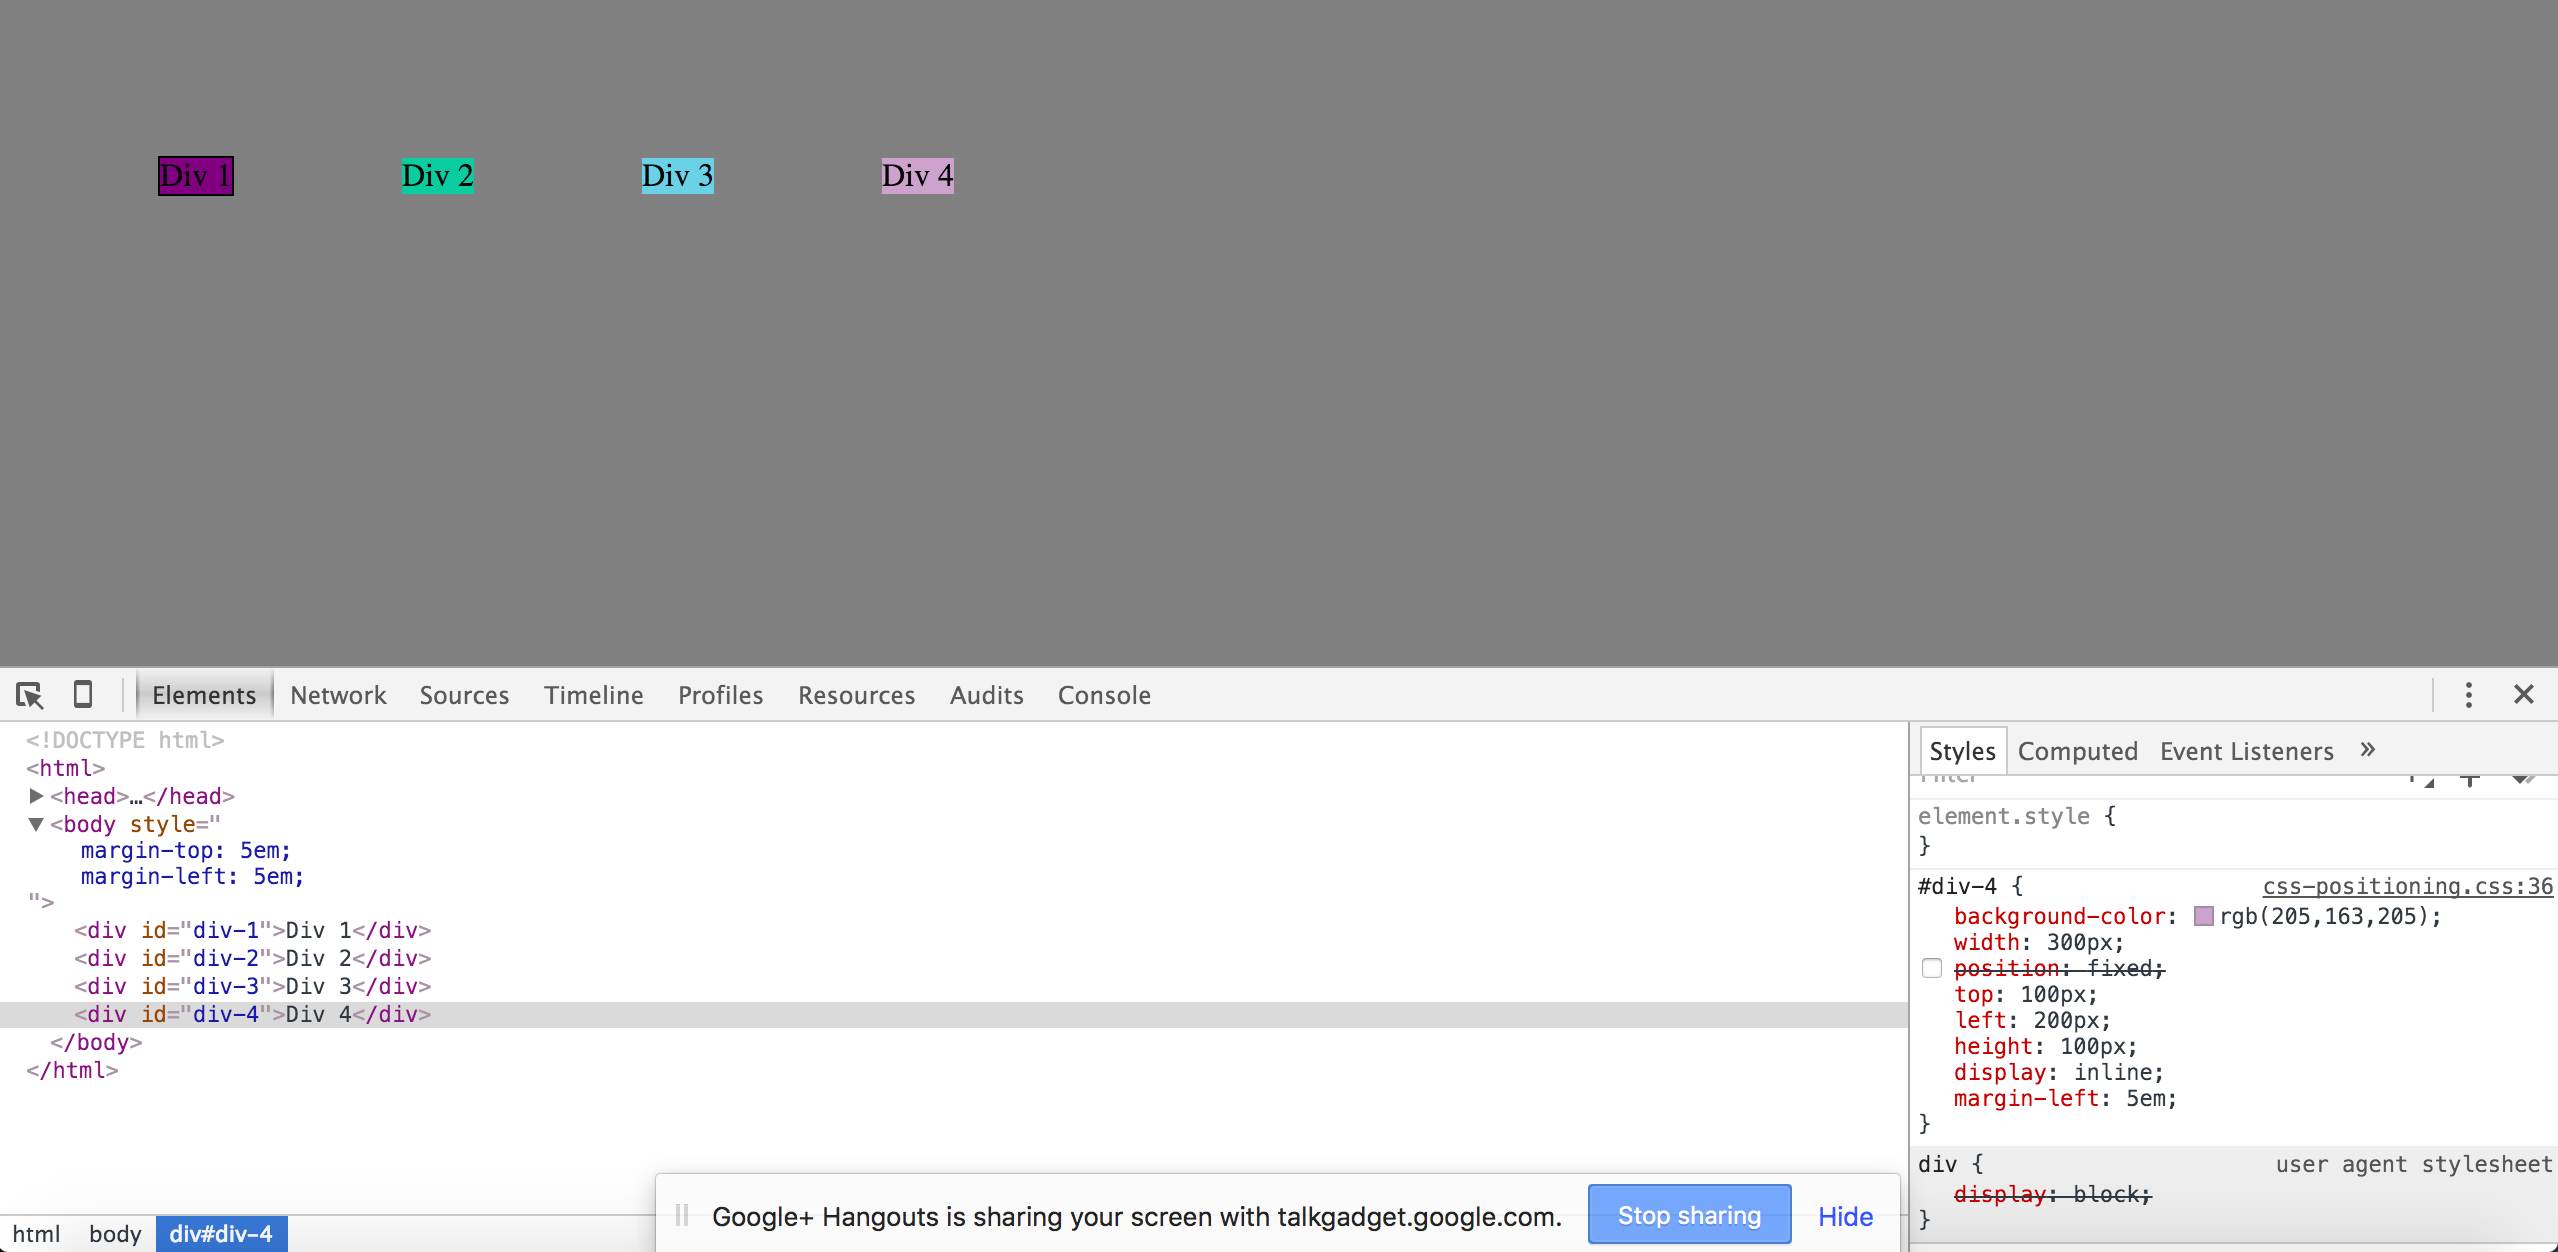 Div 1 Div 2 Div 3 Div 4
Elements Network Sources Timeline Profiles Resources Audits Console
<!DOCTYPE html>
<html>
<head>…</head>
<body style="
margin-top: 5em;
margin-left: 5em;
">
<div id="div-1">Div 1</div>
<div id="div-2">Div 2</div>
<div id="div-3">Div 3</div>
<div id="div-4">Div 4</div>
</body>
</html>
html body div#div-4
Styles Computed Event Listeners »
Filter
element.style {
}
#div-4 { css-positioning.css:36
background-color: rgb(205,163,205);
width: 300px;
position: fixed;
top: 100px;
left: 200px;
height: 100px;
display: inline;
margin-left: 5em;
}
div { user agent stylesheet
display: block;
}
Google+ Hangouts is sharing your screen with talkgadget.google.com. Stop sharing Hide